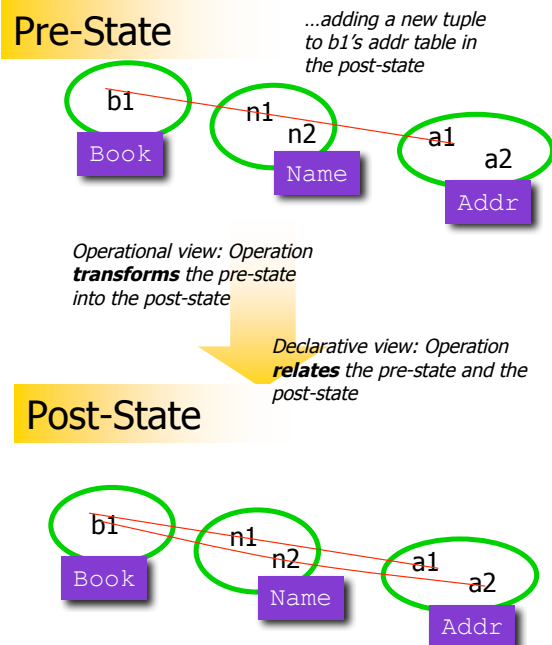 Pre-State
…adding a new tuple
to b1’s addr table in
the post-state
b1
n1
n2
a1
a2
Book
Name
Addr
Operational view: Operation
transforms the pre-state
into the post-state
Declarative view: Operation
relates the pre-state and the
post-state
Post-State
b1
n1
n2
a1
a2
Book
Name
Addr